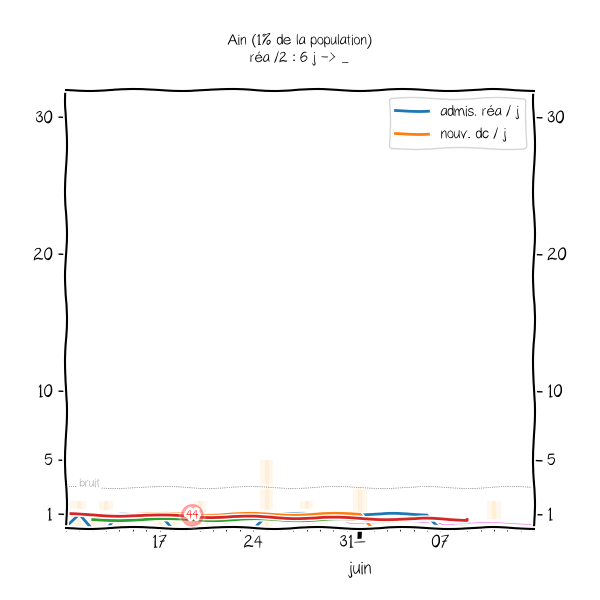 Ain (1% de la population)
réa /2 : 6 j -> _
admis. réa / j
nouv. dc / j
30
30
20
20
10
10
5
5
bruit
1
44
1
17
24
31
07
juin